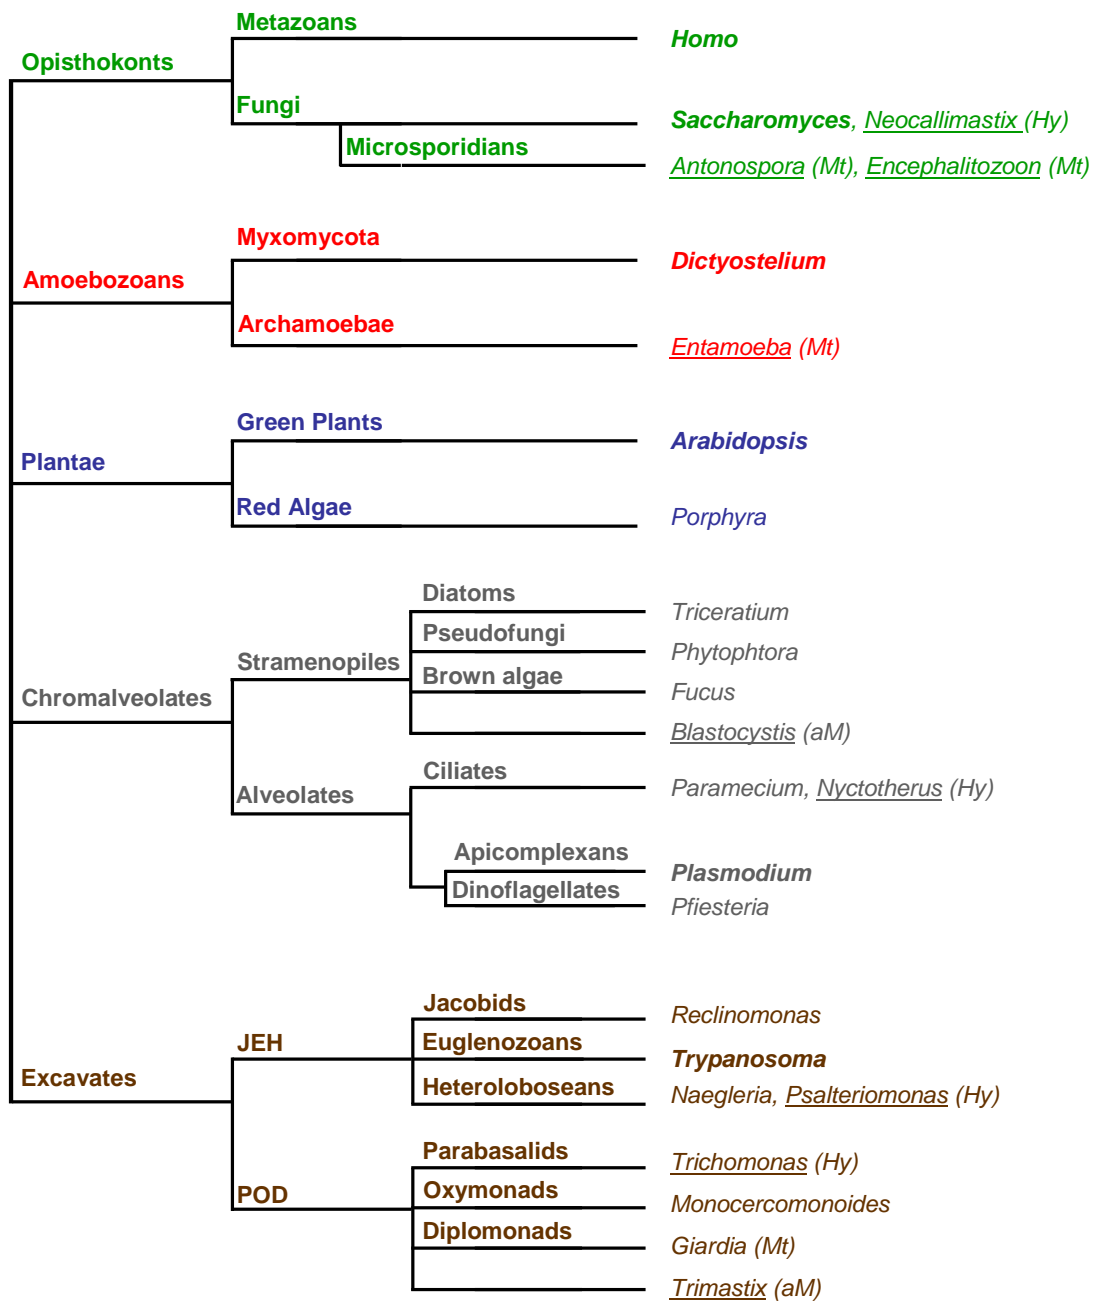 Metazoans
Homo
Opisthokonts
Fungi
Saccharomyces, Neocallimastix (Hy)
Microsporidians
Antonospora (Mt), Encephalitozoon (Mt)
Myxomycota
Dictyostelium
Amoebozoans
Archamoebae
Entamoeba (Mt)
Green Plants
Arabidopsis
Plantae
Red Algae
Porphyra
Diatoms
Triceratium
Pseudofungi
Phytophtora
Stramenopiles
Brown algae
Fucus
Chromalveolates
Blastocystis (aM)
Ciliates
Paramecium, Nyctotherus (Hy)
Alveolates
Apicomplexans
Plasmodium
Dinoflagellates
Pfiesteria
Jacobids
Reclinomonas
JEH
Euglenozoans
Trypanosoma
Excavates
Heteroloboseans
Naegleria, Psalteriomonas (Hy)
Parabasalids
Trichomonas (Hy)
POD
Oxymonads
Monocercomonoides
Diplomonads
Giardia (Mt)
Trimastix (aM)